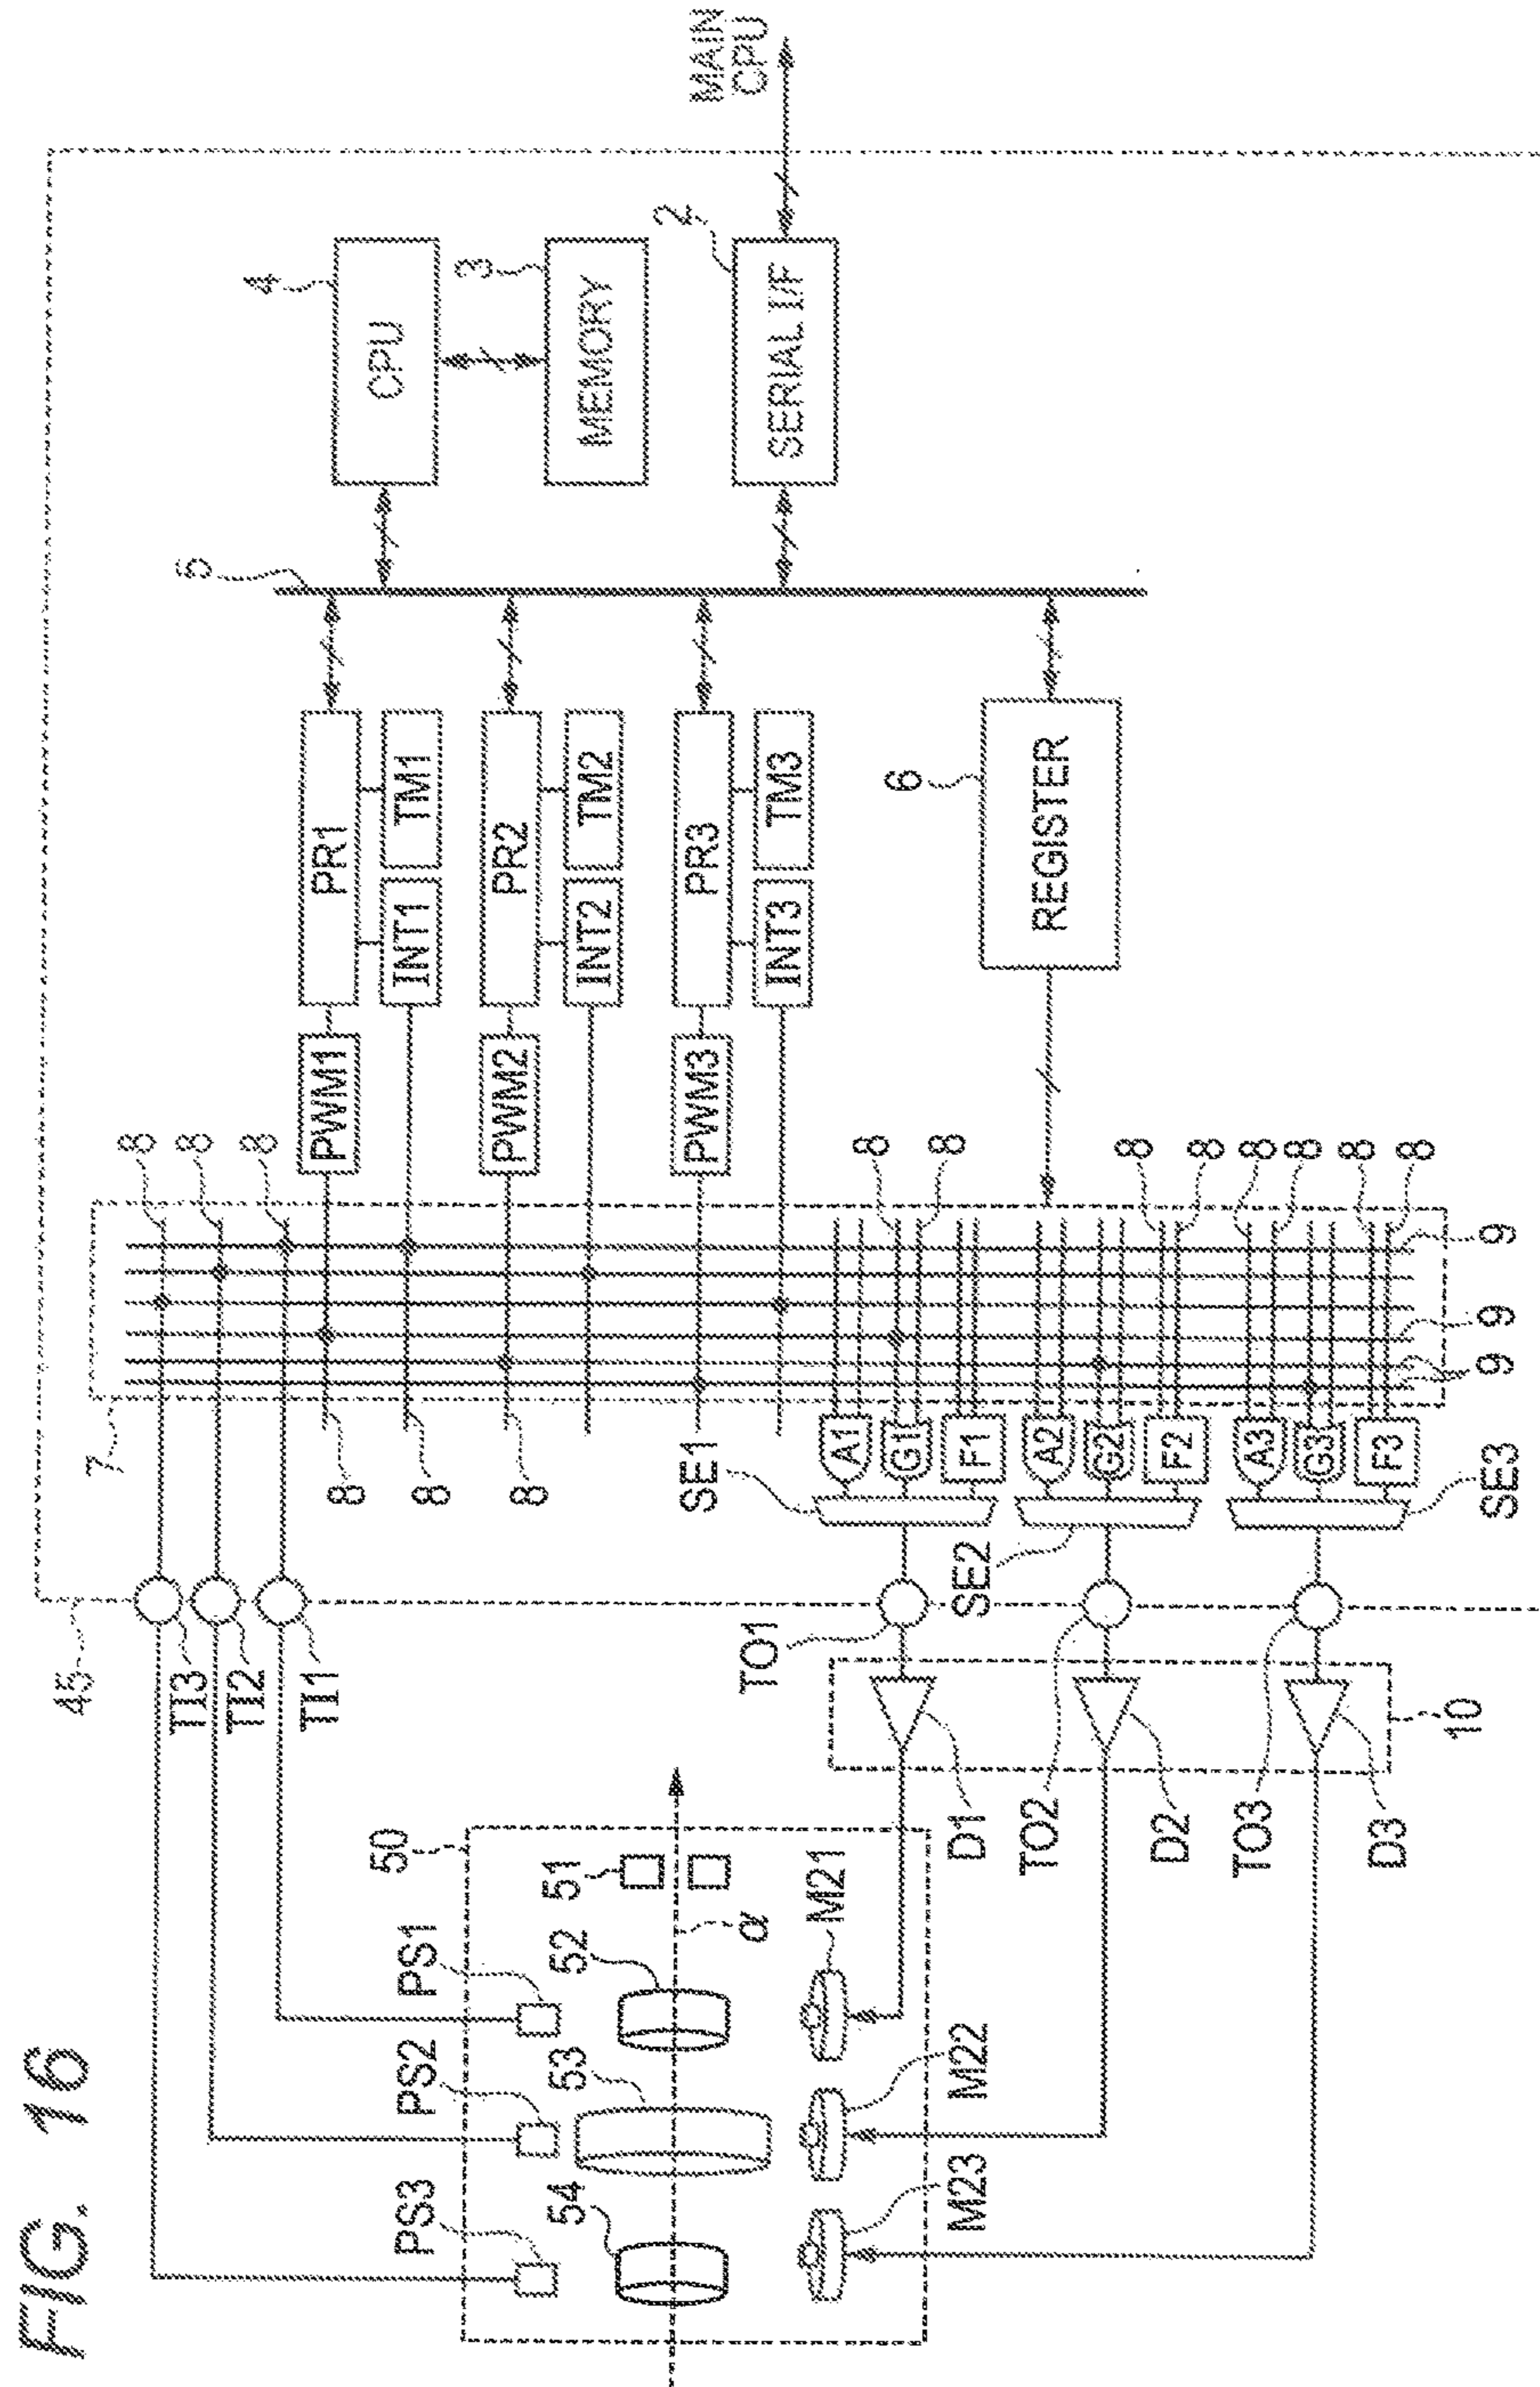 FIG. 16
MAIN
CPU
4
CPU
3
MEMORY
2
SERIAL I/F
5
PR1
TM1
INT1
PWM1
PR2
TM2
INT2
PWM2
PR3
TM3
INT3
PWM3
6
REGISTER
8
8
8
8
8
8
8
8
8
8
8
7
8
8
8
9
9
9
SE1
A1
G1
F1
SE2
A2
G2
F2
SE3
A3
G3
F3
45
TI3
TI2
TI1
TO1
TO2
TO3
10
D1
D2
D3
50
51
52
53
54
α
PS1
PS2
PS3
M21
M22
M23